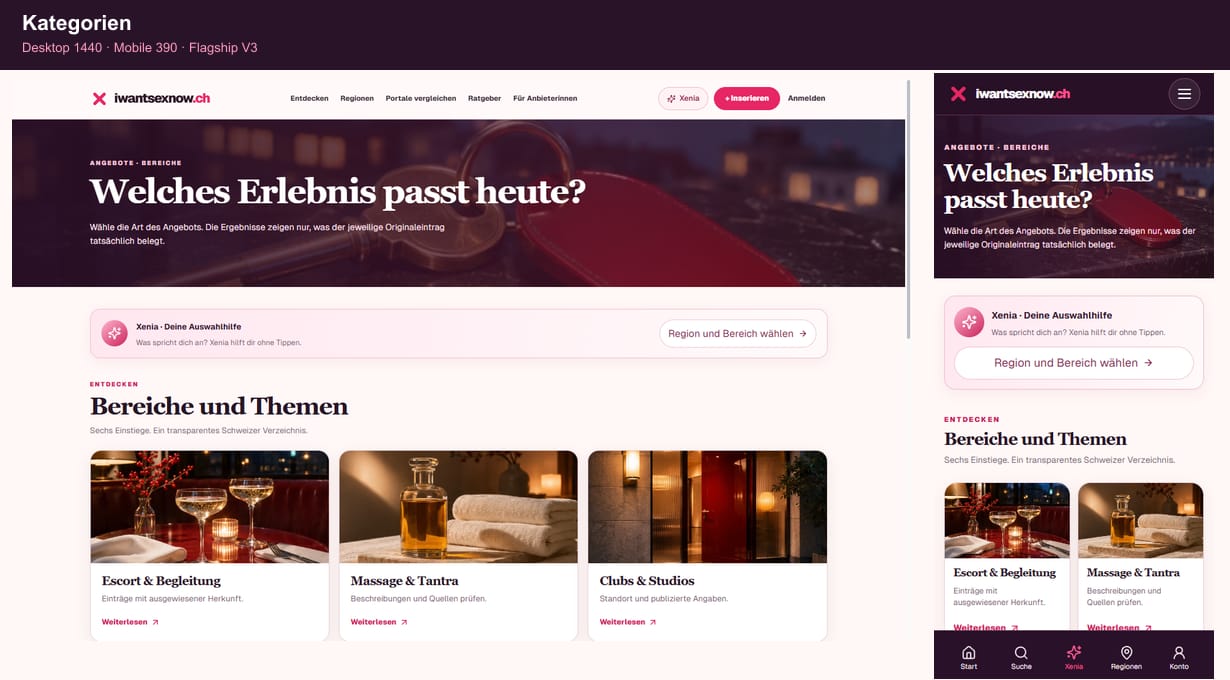 Kategorien
Desktop 1440 · Mobile 390 · Flagship V3
iwantsexnow.ch
Entdecken
Regionen
Portale vergleichen
Ratgeber
Für Anbieterinnen
Xenia
+ Inserieren
Anmelden
ANGEBOTE · BEREICHE
Welches Erlebnis passt heute?
Wähle die Art des Angebots. Die Ergebnisse zeigen nur, was der jeweilige Originaleintrag
tatsächlich belegt.
Xenia · Deine Auswahlhilfe
Was spricht dich an? Xenia hilft dir ohne Tippen.
Region und Bereich wählen →
ENTDECKEN
Bereiche und Themen
Sechs Einstiege. Ein transparentes Schweizer Verzeichnis.
Escort & Begleitung
Einträge mit ausgewiesener Herkunft.
Weiterlesen ↗
Massage & Tantra
Beschreibungen und Quellen prüfen.
Weiterlesen ↗
Clubs & Studios
Standort und publizierte Angaben.
Weiterlesen ↗
iwantsexnow.ch
ANGEBOTE · BEREICHE
Welches Erlebnis
passt heute?
Wähle die Art des Angebots. Die Ergebnisse zeigen nur, was der
jeweilige Originaleintrag tatsächlich belegt.
Xenia · Deine Auswahlhilfe
Was spricht dich an? Xenia hilft dir ohne Tippen.
Region und Bereich wählen →
ENTDECKEN
Bereiche und Themen
Sechs Einstiege. Ein transparentes Schweizer Verzeichnis.
Escort & Begleitung
Einträge mit
ausgewiesener Herkunft.
Weiterlesen ↗
Massage & Tantra
Beschreibungen und
Quellen prüfen.
Weiterlesen ↗
Start
Suche
Xenia
Regionen
Konto